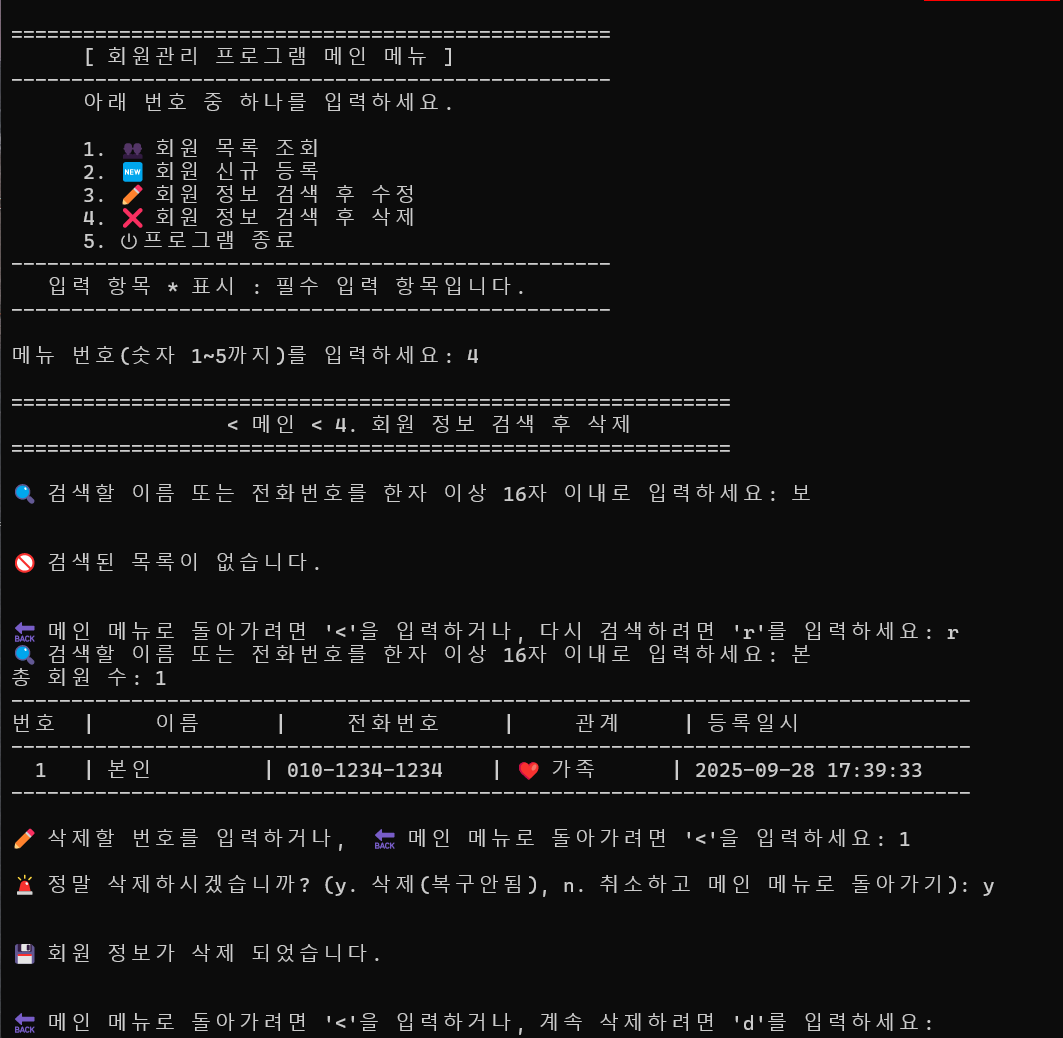 ==================================================
[ 회원관리 프로그램 메인 메뉴 ]
--------------------------------------------------
아래 번호 중 하나를 입력하세요.
1. 👥 회원 목록 조회
2. 🆕 회원 신규 등록
3. ✏️ 회원 정보 검색 후 수정
4. ❌ 회원 정보 검색 후 삭제
5. ⏻ 프로그램 종료
--------------------------------------------------
입력 항목 * 표시 : 필수 입력 항목입니다.
--------------------------------------------------
메뉴 번호(숫자 1~5까지)를 입력하세요: 4
============================================================
< 메인 < 4. 회원 정보 검색 후 삭제
============================================================
🔍 검색할 이름 또는 전화번호를 한자 이상 16자 이내로 입력하세요: 보
🚫 검색된 목록이 없습니다.
🔙 메인 메뉴로 돌아가려면 '<'을 입력하거나, 다시 검색하려면 'r'를 입력하세요: r
🔍 검색할 이름 또는 전화번호를 한자 이상 16자 이내로 입력하세요: 본
총 회원 수: 1
--------------------------------------------------------------------------------
번호 | 이름 | 전화번호 | 관계 | 등록일시
--------------------------------------------------------------------------------
1 | 본인 | 010-1234-1234 | ❤️ 가족 | 2025-09-28 17:39:33
--------------------------------------------------------------------------------
✏️ 삭제할 번호를 입력하거나, 🔙 메인 메뉴로 돌아가려면 '<'을 입력하세요: 1
🚨 정말 삭제하시겠습니까? (y. 삭제(복구안됨), n. 취소하고 메인 메뉴로 돌아가기): y
💾 회원 정보가 삭제 되었습니다.
🔙 메인 메뉴로 돌아가려면 '<'을 입력하거나, 계속 삭제하려면 'd'를 입력하세요: